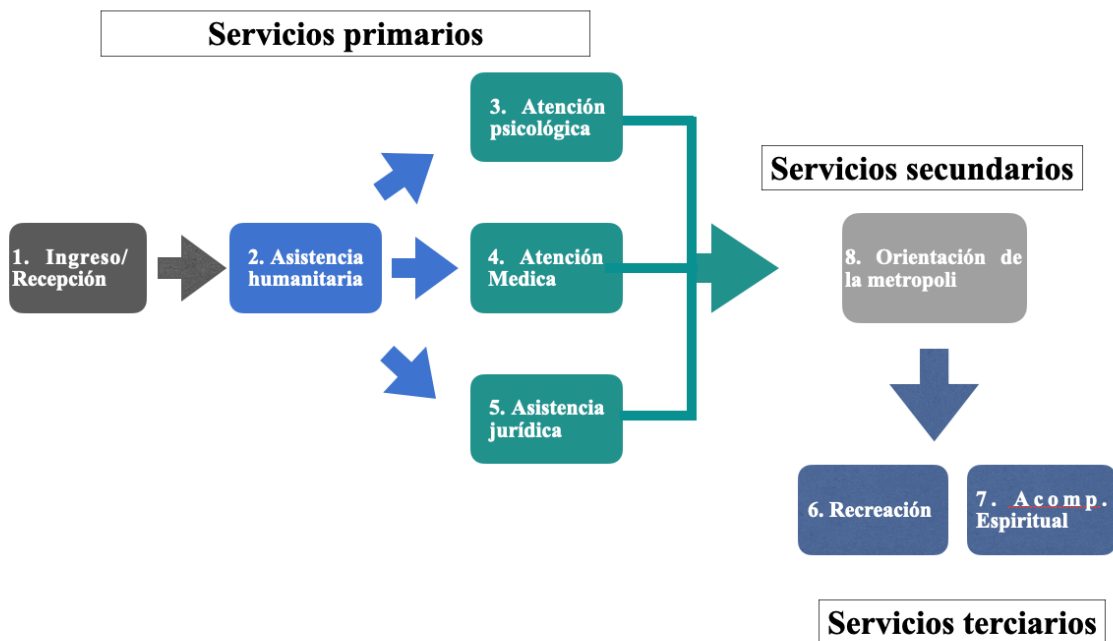 Servicios primarios
1. Ingreso/
Recepción
2. Asistencia
humanitaria
3. Atención
psicológica
4. Atención
Medica
5. Asistencia
jurídica
Servicios secundarios
8. Orientación de
la metropoli
6. Recreación
7. Acomp.
Espiritual
Servicios terciarios